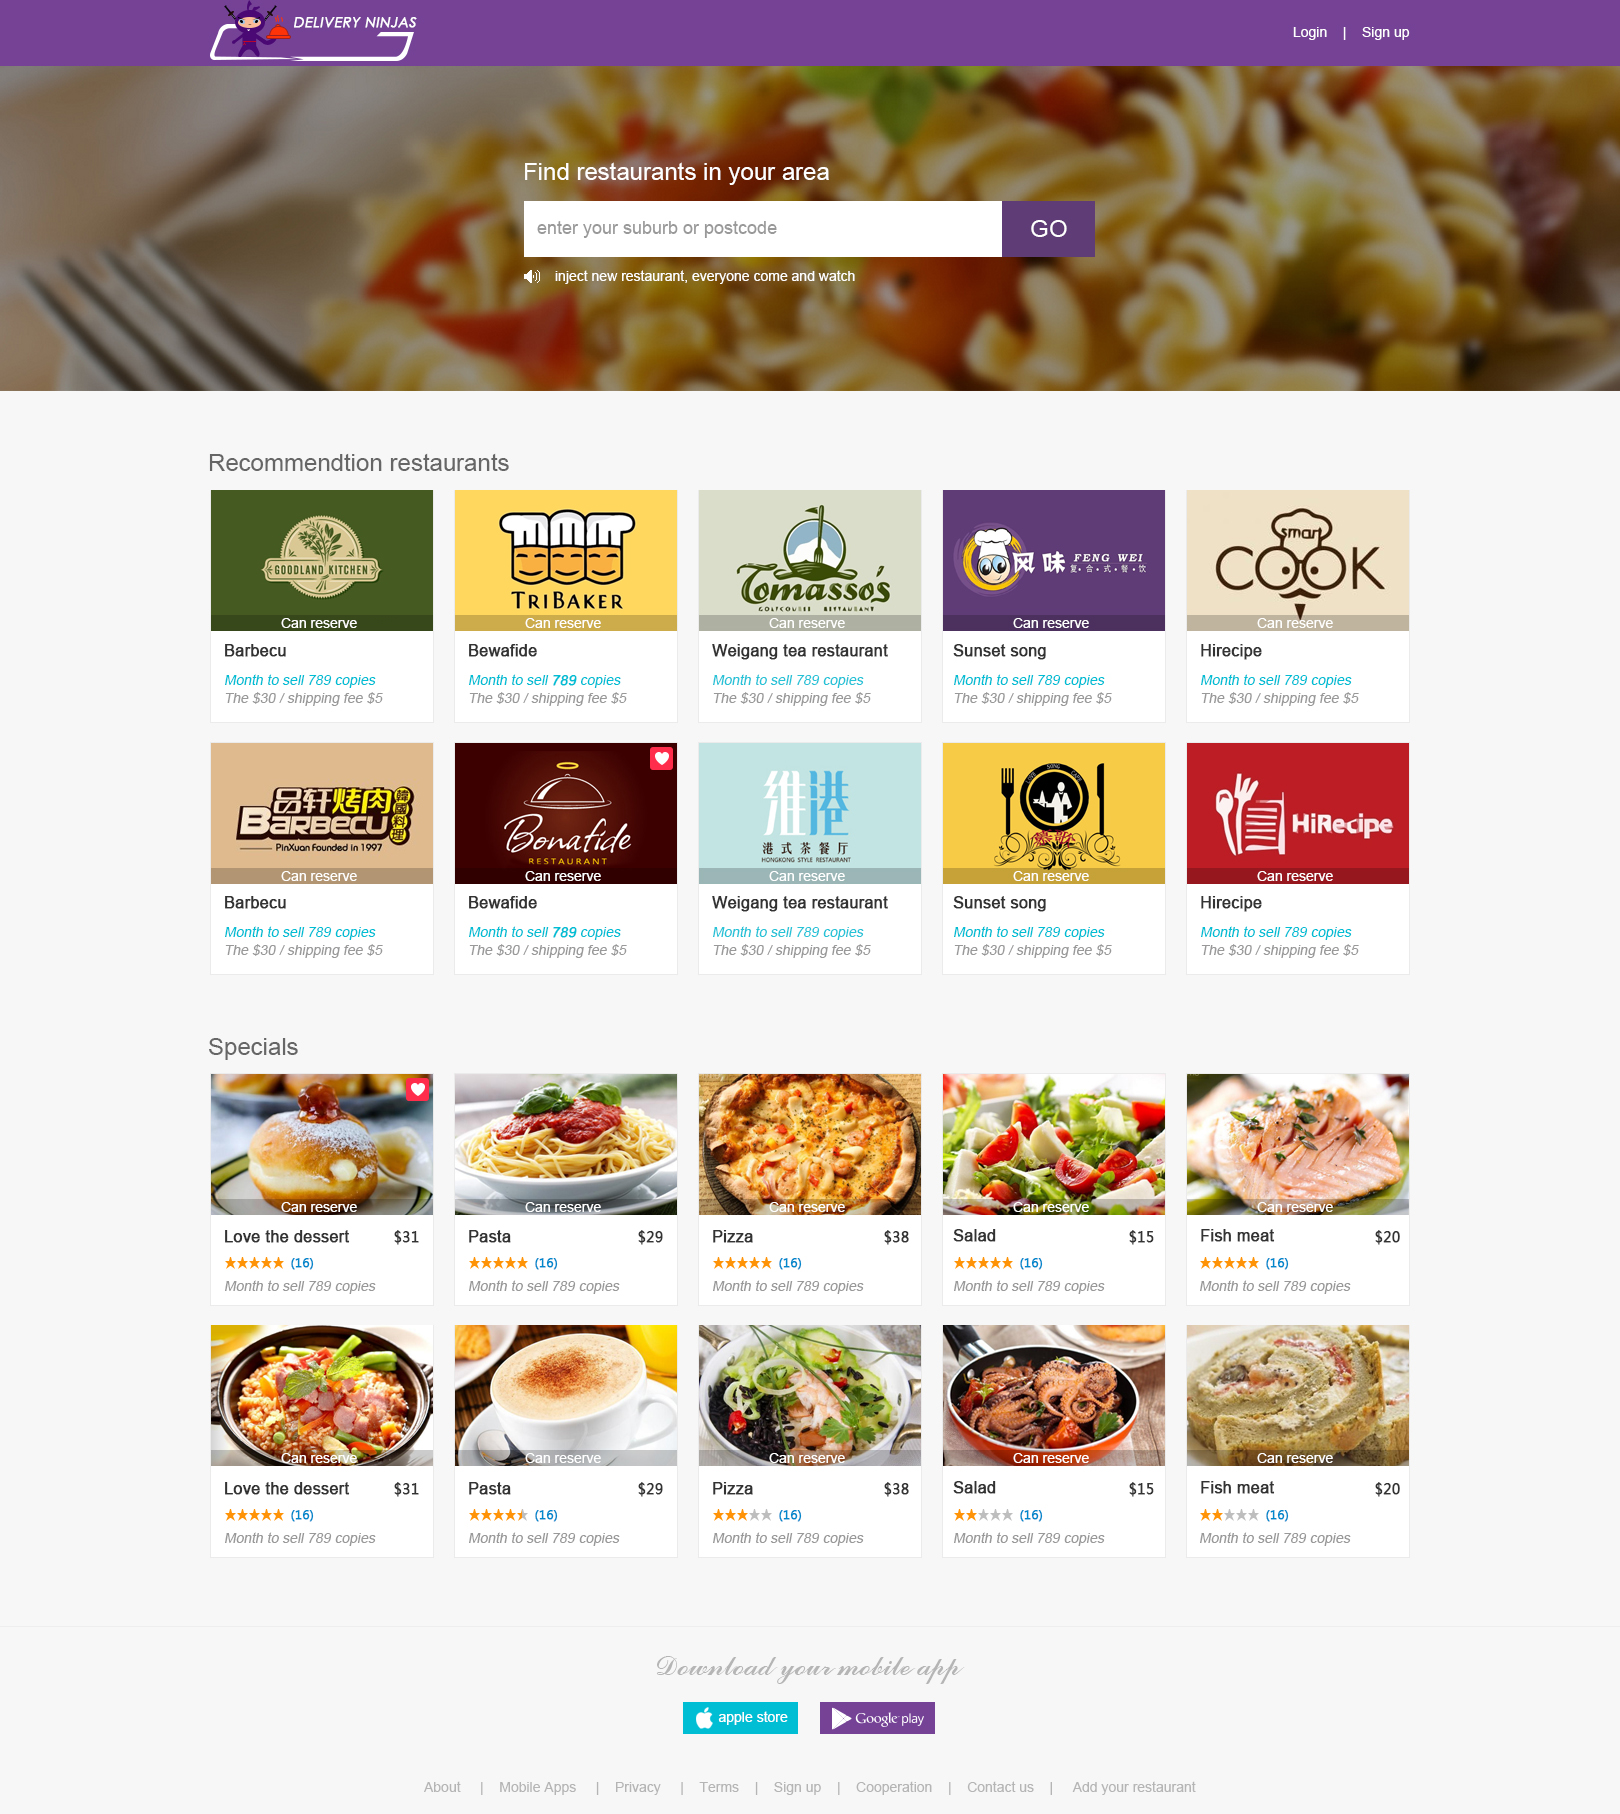 DELIVERY NINJAS
Login | Sign up
Find restaurants in your area
enter your suburb or postcode
GO
inject new restaurant, everyone come and watch
Recommendtion restaurants
GOODLAND KITCHEN
Can reserve
Barbecu
Month to sell 789 copies
The $30 / shipping fee $5
TRIBAKER
Can reserve
Bewafide
Month to sell 789 copies
The $30 / shipping fee $5
Tomasso's
GOLFCOURSE RESTAURANT
Can reserve
Weigang tea restaurant
Month to sell 789 copies
The $30 / shipping fee $5
风味 FENG WEI
复·合·式·餐·饮
Can reserve
Sunset song
Month to sell 789 copies
The $30 / shipping fee $5
smart
COOK
Can reserve
Hirecipe
Month to sell 789 copies
The $30 / shipping fee $5
品轩烤肉
韓國料理
BARBECU
PinXuan Founded in 1997
Can reserve
Barbecu
Month to sell 789 copies
The $30 / shipping fee $5
Bonafide
RESTAURANT
Can reserve
Bewafide
Month to sell 789 copies
The $30 / shipping fee $5
维港
港式茶餐厅
HONGKONG STYLE RESTAURANT
Can reserve
Weigang tea restaurant
Month to sell 789 copies
The $30 / shipping fee $5
Can reserve
Sunset song
Month to sell 789 copies
The $30 / shipping fee $5
HiRecipe
Can reserve
Hirecipe
Month to sell 789 copies
The $30 / shipping fee $5
Specials
Can reserve
Love the dessert $31
(16)
Month to sell 789 copies
Can reserve
Pasta $29
(16)
Month to sell 789 copies
Can reserve
Pizza $38
(16)
Month to sell 789 copies
Can reserve
Salad $15
(16)
Month to sell 789 copies
Can reserve
Fish meat $20
(16)
Month to sell 789 copies
Can reserve
Love the dessert $31
(16)
Month to sell 789 copies
Can reserve
Pasta $29
(16)
Month to sell 789 copies
Can reserve
Pizza $38
(16)
Month to sell 789 copies
Can reserve
Salad $15
(16)
Month to sell 789 copies
Can reserve
Fish meat $20
(16)
Month to sell 789 copies
Download your mobile app
apple store
Google play
About | Mobile Apps | Privacy | Terms | Sign up | Cooperation | Contact us | Add your restaurant